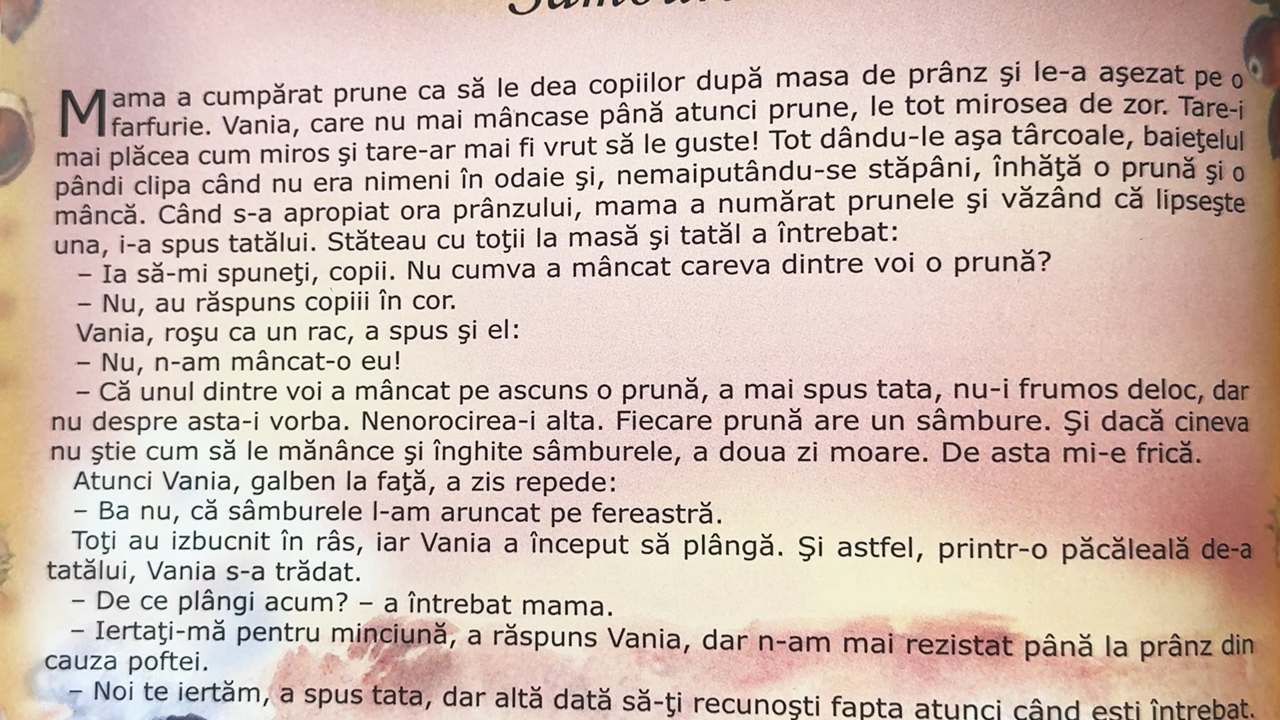 Mama a cumpărat prune ca să le dea copiilor după masa de prânz şi le-a aşezat pe o
farfurie. Vania, care nu mai mâncase până atunci prune, le tot mirosea de zor. Tare-i
mai plăcea cum miros şi tare-ar mai fi vrut să le guste! Tot dându-le aşa târcoale, baieţelul
pândi clipa când nu era nimeni în odaie şi, nemaiputându-se stăpâni, înhăţă o prună şi o
mâncă. Când s-a apropiat ora prânzului, mama a numărat prunele şi văzând că lipseşte
una, i-a spus tatălui. Stăteau cu toţii la masă şi tatăl a întrebat:
– Ia să-mi spuneţi, copii. Nu cumva a mâncat careva dintre voi o prună?
– Nu, au răspuns copiii în cor.
Vania, roşu ca un rac, a spus şi el:
– Nu, n-am mâncat-o eu!
– Că unul dintre voi a mâncat pe ascuns o prună, a mai spus tata, nu-i frumos deloc, dar
nu despre asta-i vorba. Nenorocirea-i alta. Fiecare prună are un sâmbure. Şi dacă cineva
nu ştie cum să le mănânce şi înghite sâmburele, a doua zi moare. De asta mi-e frică.
Atunci Vania, galben la faţă, a zis repede:
– Ba nu, că sâmburele l-am aruncat pe fereastră.
Toţi au izbucnit în râs, iar Vania a început să plângă. Şi astfel, printr-o păcăleală de-a
tatălui, Vania s-a trădat.
– De ce plângi acum? – a întrebat mama.
– Iertaţi-mă pentru minciună, a răspuns Vania, dar n-am mai rezistat până la prânz din
cauza poftei.
– Noi te iertăm, a spus tata, dar altă dată să-ţi recunoşti fapta atunci când eşti întrebat.